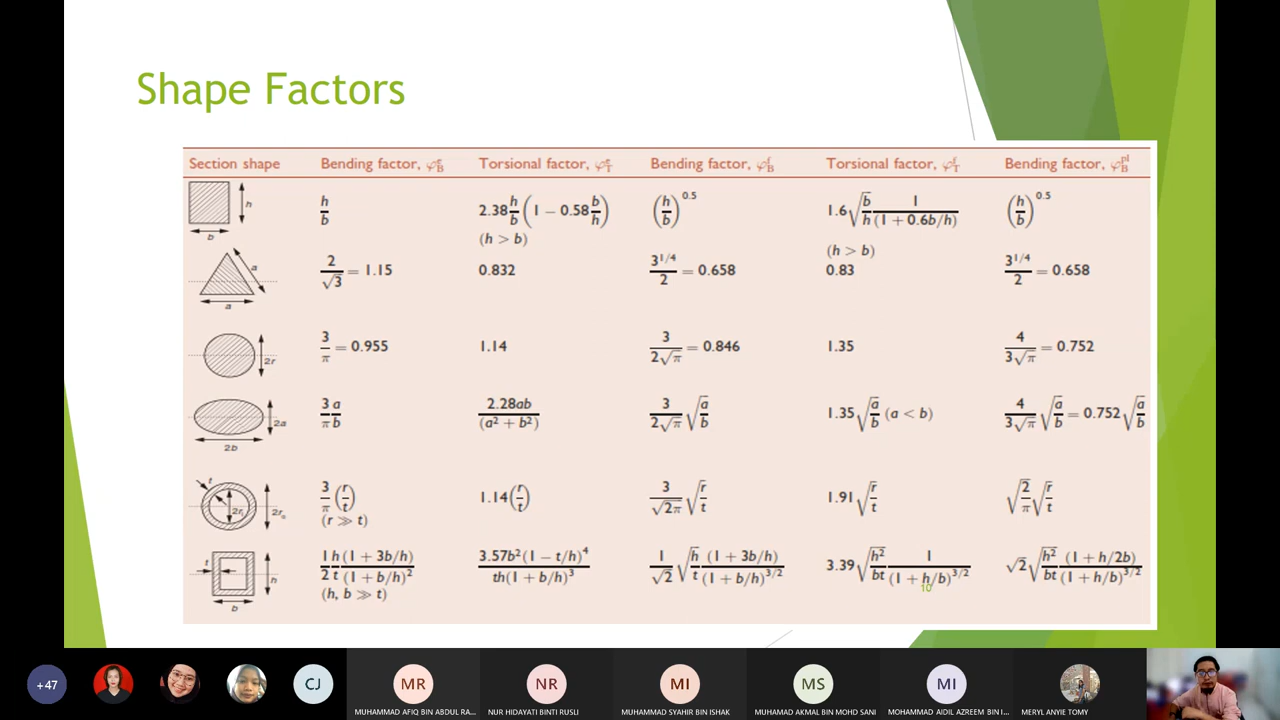 Shape Factors
Section shape Bending factor, φ_B^e Torsional factor, φ_T^e Bending factor, φ_B^f Torsional factor, φ_T^f Bending factor, φ_B^pl
h b h/b 2.38 h/b (1 − 0.58 b/h) (h > b) (h/b)^0.5 1.6 √(b/h) 1/(1 + 0.6b/h) (h > b) (h/b)^0.5
a a 2/√3 = 1.15 0.832 3^1/4/2 = 0.658 0.83 3^1/4/2 = 0.658
2r 3/π = 0.955 1.14 3/(2√π) = 0.846 1.35 4/(3√π) = 0.752
2a 2b 3/π a/b 2.28ab/(a² + b²) 3/(2√π) √(a/b) 1.35 √(a/b) (a < b) 4/(3√π) √(a/b) = 0.752 √(a/b)
t 2r_i 2r_o 3/π (r/t) (r ≫ t) 1.14 (r/t) 3/√(2π) √(r/t) 1.91 √(r/t) √(2/π) √(r/t)
t h b 1/2 h/t (1 + 3b/h)/(1 + b/h)² (h, b ≫ t) 3.57b²(1 − t/h)⁴/th(1 + b/h)³ 1/√2 √(h/t) (1 + 3b/h)/(1 + b/h)^3/2 3.39 √(h²/bt) 1/(1 + h/b)^3/2 √2 √(h²/bt) (1 + h/2b)/(1 + h/b)^3/2
10
+47 CJ MR NR MI MS MI
MUHAMMAD AFIQ BIN ABDUL RA... NUR HIDAYATI BINTI RUSLI MUHAMMAD SYAHIR BIN ISHAK MUHAMAD AKMAL BIN MOHD SANI MOHAMMAD AIDIL AZREEM BIN I... MERYL ANYIE TOMY